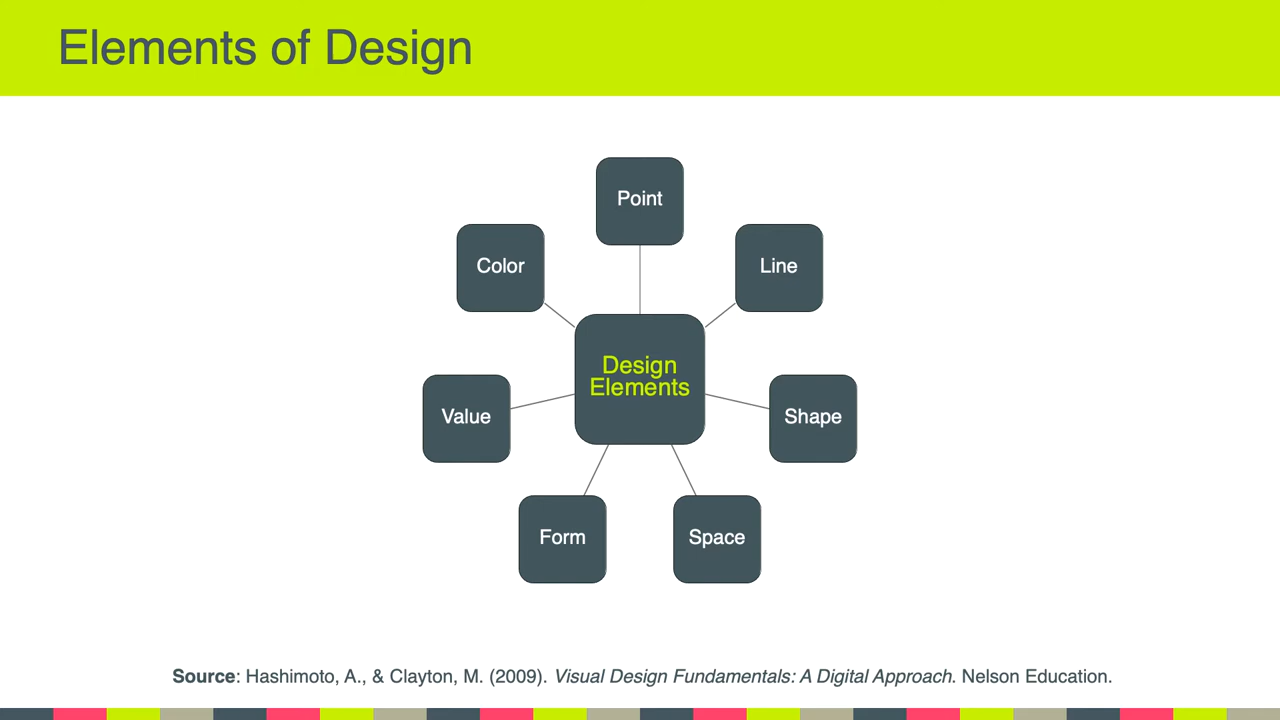 Elements of Design
Point
Color
Line
Design
Elements
Value
Shape
Form
Space
Source: Hashimoto, A., & Clayton, M. (2009). Visual Design Fundamentals: A Digital Approach. Nelson Education.